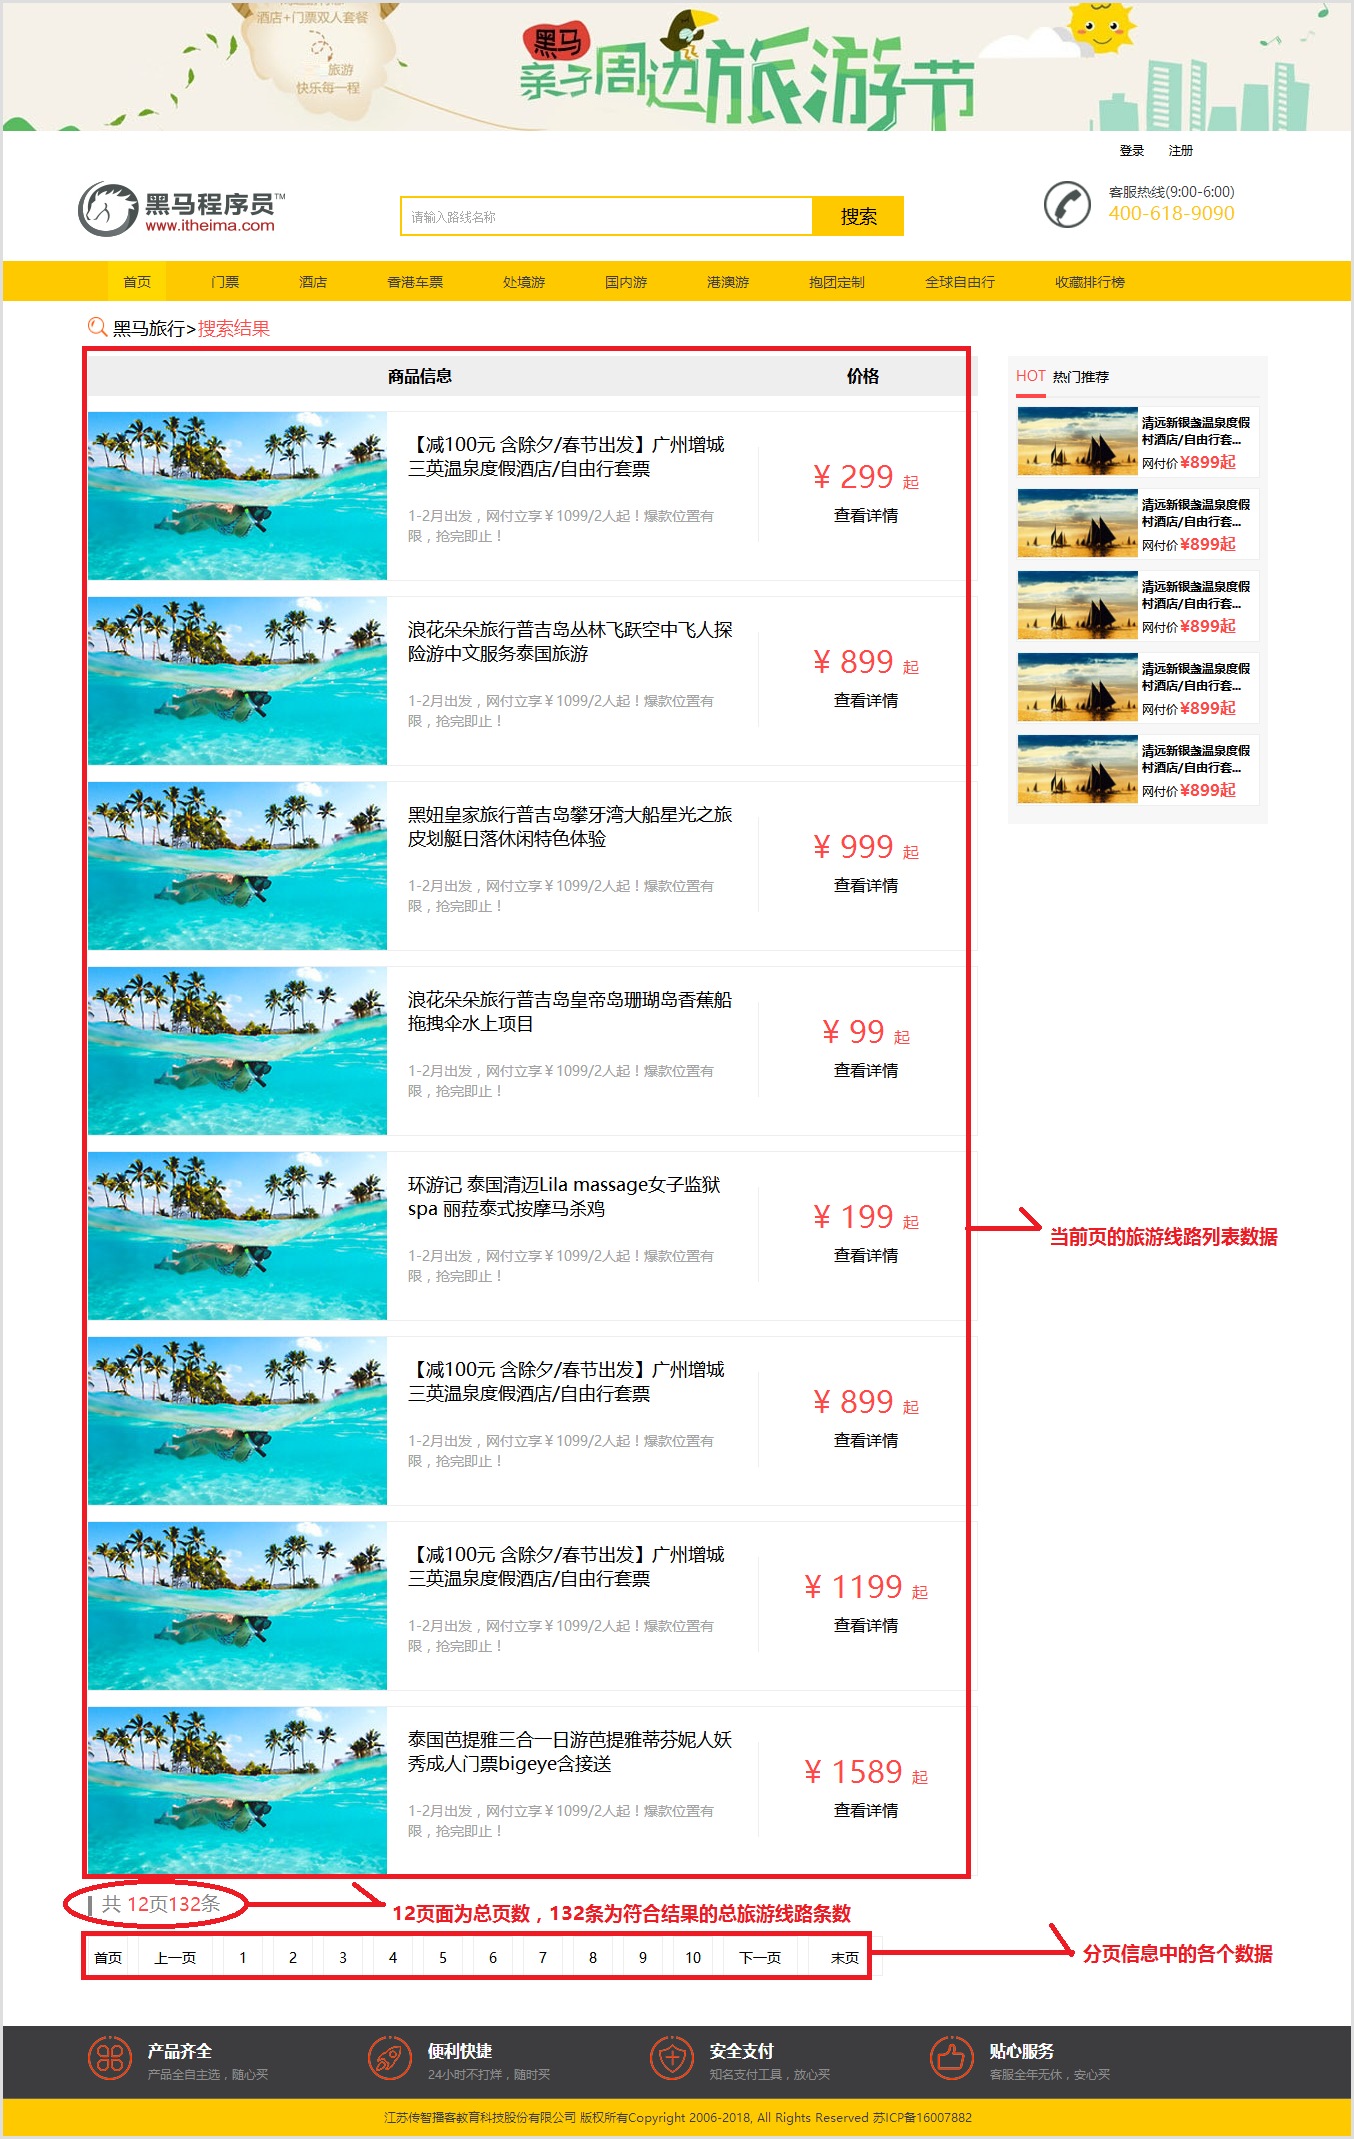 酒店+门票双人套餐
旅游
快乐每一程
黑马
亲子周边旅游节
登录 注册
黑马程序员™
www.itheima.com
请输入路线名称 搜索
客服热线(9:00-6:00)
400-618-9090
首页 门票 酒店 香港车票 处境游 国内游 港澳游 抱团定制 全球自由行 收藏排行榜
黑马旅行>搜索结果
商品信息 价格
【减100元 含除夕/春节出发】广州增城
三英温泉度假酒店/自由行套票
1-2月出发，网付立享￥1099/2人起！爆款位置有
限，抢完即止！
¥ 299 起
查看详情
浪花朵朵旅行普吉岛丛林飞跃空中飞人探
险游中文服务泰国旅游
1-2月出发，网付立享￥1099/2人起！爆款位置有
限，抢完即止！
¥ 899 起
查看详情
黑妞皇家旅行普吉岛攀牙湾大船星光之旅
皮划艇日落休闲特色体验
1-2月出发，网付立享￥1099/2人起！爆款位置有
限，抢完即止！
¥ 999 起
查看详情
浪花朵朵旅行普吉岛皇帝岛珊瑚岛香蕉船
拖拽伞水上项目
1-2月出发，网付立享￥1099/2人起！爆款位置有
限，抢完即止！
¥ 99 起
查看详情
环游记 泰国清迈Lila massage女子监狱
spa 丽菈泰式按摩马杀鸡
1-2月出发，网付立享￥1099/2人起！爆款位置有
限，抢完即止！
¥ 199 起
查看详情
【减100元 含除夕/春节出发】广州增城
三英温泉度假酒店/自由行套票
1-2月出发，网付立享￥1099/2人起！爆款位置有
限，抢完即止！
¥ 899 起
查看详情
【减100元 含除夕/春节出发】广州增城
三英温泉度假酒店/自由行套票
1-2月出发，网付立享￥1099/2人起！爆款位置有
限，抢完即止！
¥ 1199 起
查看详情
泰国芭提雅三合一日游芭提雅蒂芬妮人妖
秀成人门票bigeye含接送
1-2月出发，网付立享￥1099/2人起！爆款位置有
限，抢完即止！
¥ 1589 起
查看详情
HOT 热门推荐
清远新银盏温泉度假
村酒店/自由行套...
网付价¥899起
清远新银盏温泉度假
村酒店/自由行套...
网付价¥899起
清远新银盏温泉度假
村酒店/自由行套...
网付价¥899起
清远新银盏温泉度假
村酒店/自由行套...
网付价¥899起
清远新银盏温泉度假
村酒店/自由行套...
网付价¥899起
当前页的旅游线路列表数据
共 12页132条
12页面为总页数，132条为符合结果的总旅游线路条数
首页 上一页 1 2 3 4 5 6 7 8 9 10 下一页 末页
分页信息中的各个数据
产品齐全
产品全自主选，随心买
便利快捷
24小时不打烊，随时买
安全支付
知名支付工具，放心买
贴心服务
客服全年无休，安心买
江苏传智播客教育科技股份有限公司 版权所有Copyright 2006-2018, All Rights Reserved 苏ICP备16007882